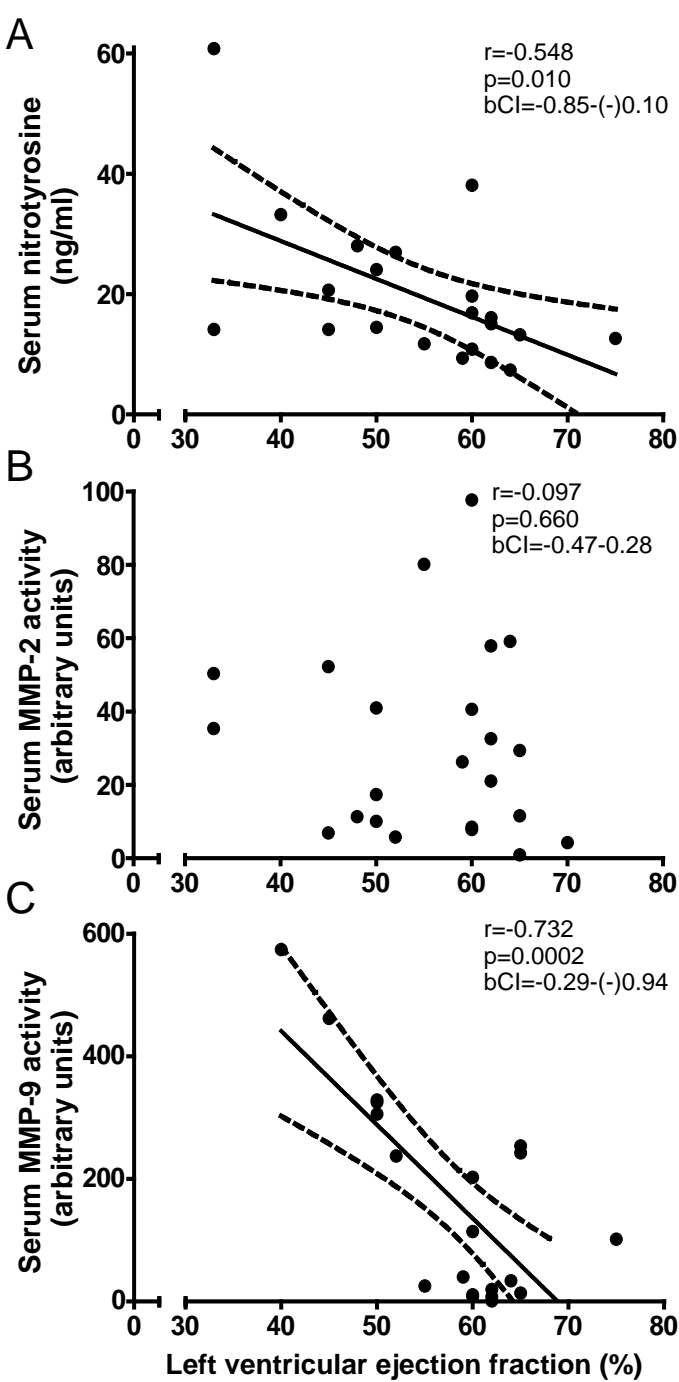 A
r=-0.548
p=0.010
bCI=-0.85-(-)0.10
Serum nitrotyrosine
(ng/ml)
60
40
20
0
0 30 40 50 60 70 80
B
r=-0.097
p=0.660
bCI=-0.47-0.28
Serum MMP-2 activity
(arbitrary units)
100
80
60
40
20
0
0 30 40 50 60 70 80
C
r=-0.732
p=0.0002
bCI=-0.29-(-)0.94
Serum MMP-9 activity
(arbitrary units)
600
400
200
0
0 30 40 50 60 70 80
Left ventricular ejection fraction (%)